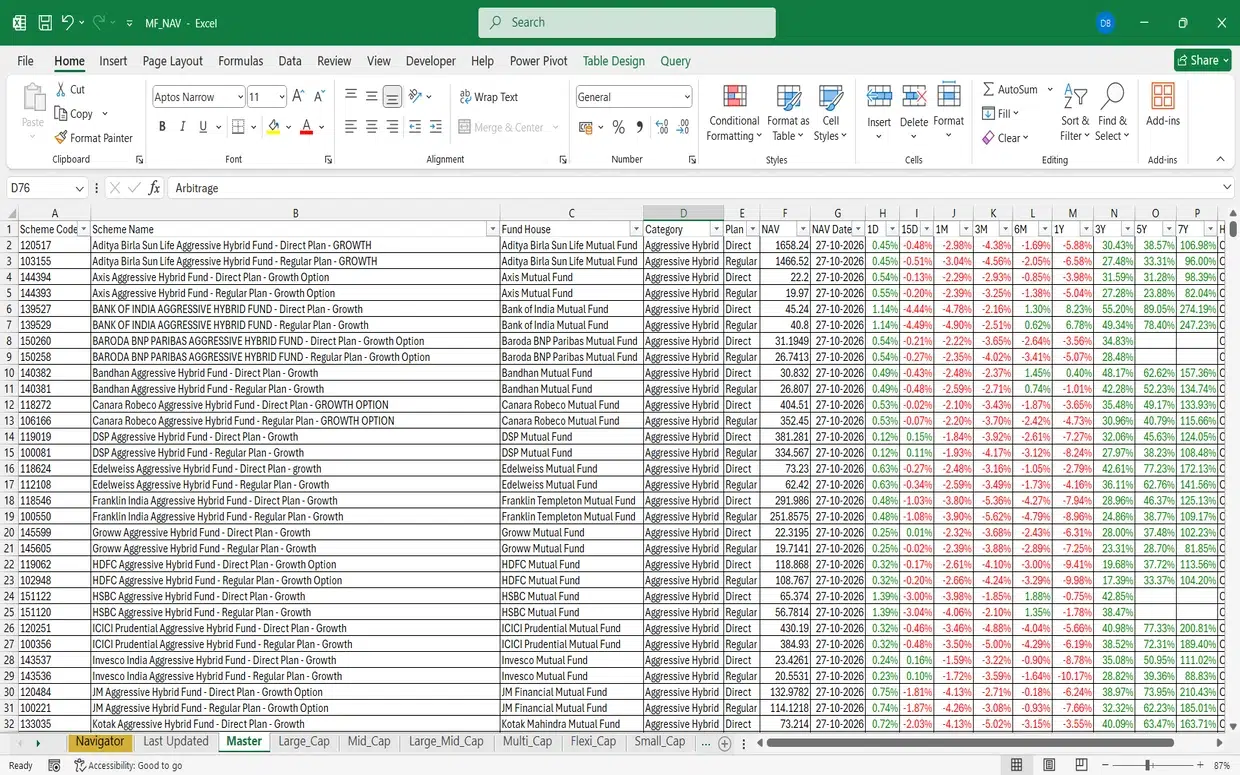 MF_NAV - Excel
Search
DB
File Home Insert Page Layout Formulas Data Review View Developer Help Power Pivot Table Design Query Share
Paste Cut Copy Format Painter Clipboard
Aptos Narrow 11 B I U A Font
Wrap Text Merge & Center Alignment
General % Number
Conditional Formatting Format as Table Cell Styles Styles
Insert Delete Format Cells
AutoSum Fill Clear Sort & Filter Find & Select Editing
Add-ins Add-ins
D76 fx Arbitrage
A B C D E F G H I J K L M N O P
1 Scheme Code Scheme Name Fund House Category Plan NAV NAV Date 1D 15D 1M 3M 6M 1Y 3Y 5Y 7Y H
2 120517 Aditya Birla Sun Life Aggressive Hybrid Fund - Direct Plan - GROWTH Aditya Birla Sun Life Mutual Fund Aggressive Hybrid Direct 1658.24 27-10-2026 0.45% -0.48% -2.98% -4.38% -1.69% -5.88% 30.43% 38.57% 106.98% C
3 103155 Aditya Birla Sun Life Aggressive Hybrid Fund - Regular Plan - GROWTH Aditya Birla Sun Life Mutual Fund Aggressive Hybrid Regular 1466.52 27-10-2026 0.45% -0.51% -3.04% -4.56% -2.05% -6.58% 27.48% 33.31% 96.00% C
4 144394 Axis Aggressive Hybrid Fund - Direct Plan - Growth Option Axis Mutual Fund Aggressive Hybrid Direct 22.2 27-10-2026 0.54% -0.13% -2.29% -2.93% -0.85% -3.98% 31.59% 31.28% 98.39% C
5 144393 Axis Aggressive Hybrid Fund - Regular Plan - Growth Option Axis Mutual Fund Aggressive Hybrid Regular 19.97 27-10-2026 0.55% -0.20% -2.39% -3.25% -1.38% -5.04% 27.28% 23.88% 82.04% C
6 139527 BANK OF INDIA AGGRESSIVE HYBRID FUND - Direct Plan - Growth Bank of India Mutual Fund Aggressive Hybrid Direct 45.24 27-10-2026 1.14% -4.44% -4.78% -2.16% 1.30% 8.23% 55.20% 89.05% 274.19% C
7 139529 BANK OF INDIA AGGRESSIVE HYBRID FUND - Regular Plan - Growth Bank of India Mutual Fund Aggressive Hybrid Regular 40.8 27-10-2026 1.14% -4.49% -4.90% -2.51% 0.62% 6.78% 49.34% 78.40% 247.23% C
8 150260 BARODA BNP PARIBAS AGGRESSIVE HYBRID FUND - Direct Plan - Growth Option Baroda BNP Paribas Mutual Fund Aggressive Hybrid Direct 31.1949 27-10-2026 0.54% -0.21% -2.22% -3.65% -2.64% -3.56% 34.83% C
9 150258 BARODA BNP PARIBAS AGGRESSIVE HYBRID FUND - Regular Plan - Growth Option Baroda BNP Paribas Mutual Fund Aggressive Hybrid Regular 26.7413 27-10-2026 0.54% -0.27% -2.35% -4.02% -3.41% -5.07% 28.48% C
10 140382 Bandhan Aggressive Hybrid Fund - Direct Plan - Growth Bandhan Mutual Fund Aggressive Hybrid Direct 30.832 27-10-2026 0.49% -0.43% -2.48% -2.37% 1.45% 0.40% 48.17% 62.62% 157.36% C
11 140381 Bandhan Aggressive Hybrid Fund - Regular Plan - Growth Bandhan Mutual Fund Aggressive Hybrid Regular 26.807 27-10-2026 0.49% -0.48% -2.59% -2.71% 0.74% -1.01% 42.28% 52.23% 134.74% C
12 118272 Canara Robeco Aggressive Hybrid Fund - Direct Plan - GROWTH OPTION Canara Robeco Mutual Fund Aggressive Hybrid Direct 404.51 27-10-2026 0.53% -0.02% -2.10% -3.43% -1.87% -3.65% 35.48% 49.17% 133.93% C
13 106166 Canara Robeco Aggressive Hybrid Fund - Regular Plan - GROWTH OPTION Canara Robeco Mutual Fund Aggressive Hybrid Regular 352.45 27-10-2026 0.53% -0.07% -2.20% -3.70% -2.42% -4.73% 30.96% 40.79% 115.66% C
14 119019 DSP Aggressive Hybrid Fund - Direct Plan - Growth DSP Mutual Fund Aggressive Hybrid Direct 381.281 27-10-2026 0.12% 0.15% -1.84% -3.92% -2.61% -7.27% 32.06% 45.63% 124.05% C
15 100081 DSP Aggressive Hybrid Fund - Regular Plan - Growth DSP Mutual Fund Aggressive Hybrid Regular 334.567 27-10-2026 0.12% 0.11% -1.93% -4.17% -3.12% -8.24% 27.97% 38.23% 108.48% C
16 118624 Edelweiss Aggressive Hybrid Fund - Direct Plan - growth Edelweiss Mutual Fund Aggressive Hybrid Direct 73.23 27-10-2026 0.63% -0.27% -2.48% -3.16% -1.05% -2.79% 42.61% 77.23% 172.13% C
17 112108 Edelweiss Aggressive Hybrid Fund - Regular Plan - Growth Edelweiss Mutual Fund Aggressive Hybrid Regular 62.42 27-10-2026 0.63% -0.34% -2.59% -3.49% -1.73% -4.16% 36.11% 62.76% 141.56% C
18 118546 Franklin India Aggressive Hybrid Fund - Direct Plan - Growth Franklin Templeton Mutual Fund Aggressive Hybrid Direct 291.986 27-10-2026 0.48% -1.03% -3.80% -5.36% -4.27% -7.94% 28.96% 46.37% 125.13% C
19 100550 Franklin India Aggressive Hybrid Fund - Regular Plan - Growth Franklin Templeton Mutual Fund Aggressive Hybrid Regular 251.8575 27-10-2026 0.48% -1.08% -3.90% -5.62% -4.79% -8.96% 24.86% 38.77% 109.17% C
20 145599 Groww Aggressive Hybrid Fund - Direct Plan - Growth Groww Mutual Fund Aggressive Hybrid Direct 22.3195 27-10-2026 0.25% 0.01% -2.32% -3.68% -2.43% -6.31% 28.00% 37.48% 102.23% C
21 145605 Groww Aggressive Hybrid Fund - Regular Plan - Growth Groww Mutual Fund Aggressive Hybrid Regular 19.7141 27-10-2026 0.25% -0.02% -2.39% -3.88% -2.89% -7.25% 23.31% 28.70% 81.85% C
22 119062 HDFC Aggressive Hybrid Fund - Direct Plan - Growth Option HDFC Mutual Fund Aggressive Hybrid Direct 118.868 27-10-2026 0.32% -0.17% -2.61% -4.10% -3.00% -9.41% 19.68% 37.72% 113.56% C
23 102948 HDFC Aggressive Hybrid Fund - Regular Plan - Growth Option HDFC Mutual Fund Aggressive Hybrid Regular 108.767 27-10-2026 0.32% -0.20% -2.66% -4.24% -3.29% -9.98% 17.39% 33.37% 104.20% C
24 151122 HSBC Aggressive Hybrid Fund - Direct Plan - Growth HSBC Mutual Fund Aggressive Hybrid Direct 65.374 27-10-2026 1.39% -3.00% -3.98% -1.85% 1.88% -0.75% 42.85% C
25 151120 HSBC Aggressive Hybrid Fund - Regular Plan - Growth HSBC Mutual Fund Aggressive Hybrid Regular 56.7814 27-10-2026 1.39% -3.04% -4.06% -2.10% 1.35% -1.78% 38.47% C
26 120251 ICICI Prudential Aggressive Hybrid Fund - Direct Plan - Growth ICICI Prudential Mutual Fund Aggressive Hybrid Direct 430.19 27-10-2026 0.32% -0.46% -3.46% -4.88% -4.04% -5.66% 40.98% 77.33% 200.81% C
27 100356 ICICI Prudential Aggressive Hybrid Fund - Regular Plan - Growth ICICI Prudential Mutual Fund Aggressive Hybrid Regular 384.93 27-10-2026 0.32% -0.48% -3.50% -5.00% -4.29% -6.19% 38.52% 72.31% 189.40% C
28 143537 Invesco India Aggressive Hybrid Fund - Direct Plan - Growth Invesco Mutual Fund Aggressive Hybrid Direct 23.4261 27-10-2026 0.24% 0.16% -1.59% -3.22% -0.90% -8.78% 35.08% 50.95% 111.02% C
29 143536 Invesco India Aggressive Hybrid Fund - Regular Plan - Growth Invesco Mutual Fund Aggressive Hybrid Regular 20.5531 27-10-2026 0.23% 0.10% -1.72% -3.59% -1.64% -10.17% 28.82% 39.36% 88.83% C
30 120484 JM Aggressive Hybrid Fund - Direct Plan - Growth Option JM Financial Mutual Fund Aggressive Hybrid Direct 132.9782 27-10-2026 0.75% -1.81% -4.13% -2.71% -0.18% -6.24% 38.97% 73.95% 210.43% C
31 100221 JM Aggressive Hybrid Fund - Regular Plan - Growth Option JM Financial Mutual Fund Aggressive Hybrid Regular 114.1218 27-10-2026 0.74% -1.87% -4.26% -3.08% -0.93% -7.66% 32.32% 62.23% 185.01% C
32 133035 Kotak Aggressive Hybrid Fund - Direct Plan - Growth Kotak Mahindra Mutual Fund Aggressive Hybrid Direct 73.214 27-10-2026 0.72% -2.03% -4.13% -5.02% -3.15% -3.55% 40.09% 63.47% 163.71% C
Navigator Last Updated Master Large_Cap Mid_Cap Large_Mid_Cap Multi_Cap Flexi_Cap Small_Cap ...
Ready Accessibility: Good to go 87%